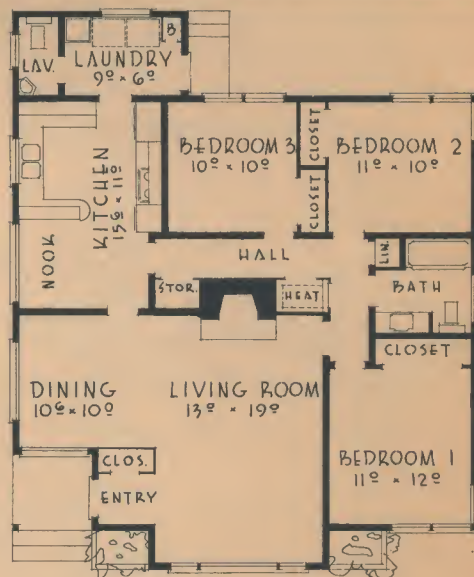 LAV.
LAUNDRY
9⁰ × 6⁰
B
KITCHEN
15⁶ × 11⁰
NOOK
BEDROOM 3
10⁰ × 10⁰
CLOSET
CLOSET
BEDROOM 2
11⁰ × 10⁰
HALL
LIN.
BATH
STOR.
HEAT
CLOSET
DINING
10⁶ × 10⁰
LIVING ROOM
13⁰ × 19⁰
CLOS.
ENTRY
BEDROOM 1
11⁰ × 12⁰